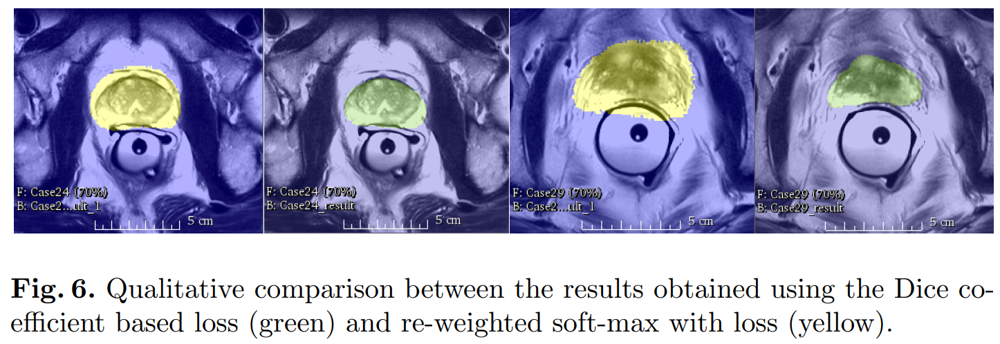 F: Case24 (70%)
B: Case2...ult_1
5 cm
F: Case24 (70%)
B: Case24_result
5 cm
F: Case29 (70%)
B: Case2...ult_1
5 cm
F: Case29 (70%)
B: Case29_result
5 cm
Fig. 6. Qualitative comparison between the results obtained using the Dice co-
efficient based loss (green) and re-weighted soft-max with loss (yellow).